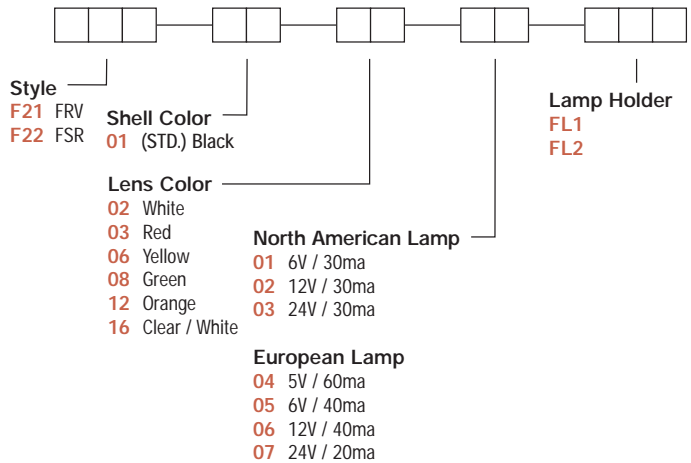 Style
F21 FRV
F22 FSR
Shell Color
01 (STD.) Black
Lens Color
02 White
03 Red
06 Yellow
08 Green
12 Orange
16 Clear / White
North American Lamp
01 6V / 30ma
02 12V / 30ma
03 24V / 30ma
European Lamp
04 5V / 60ma
05 6V / 40ma
06 12V / 40ma
07 24V / 20ma
Lamp Holder
FL1
FL2